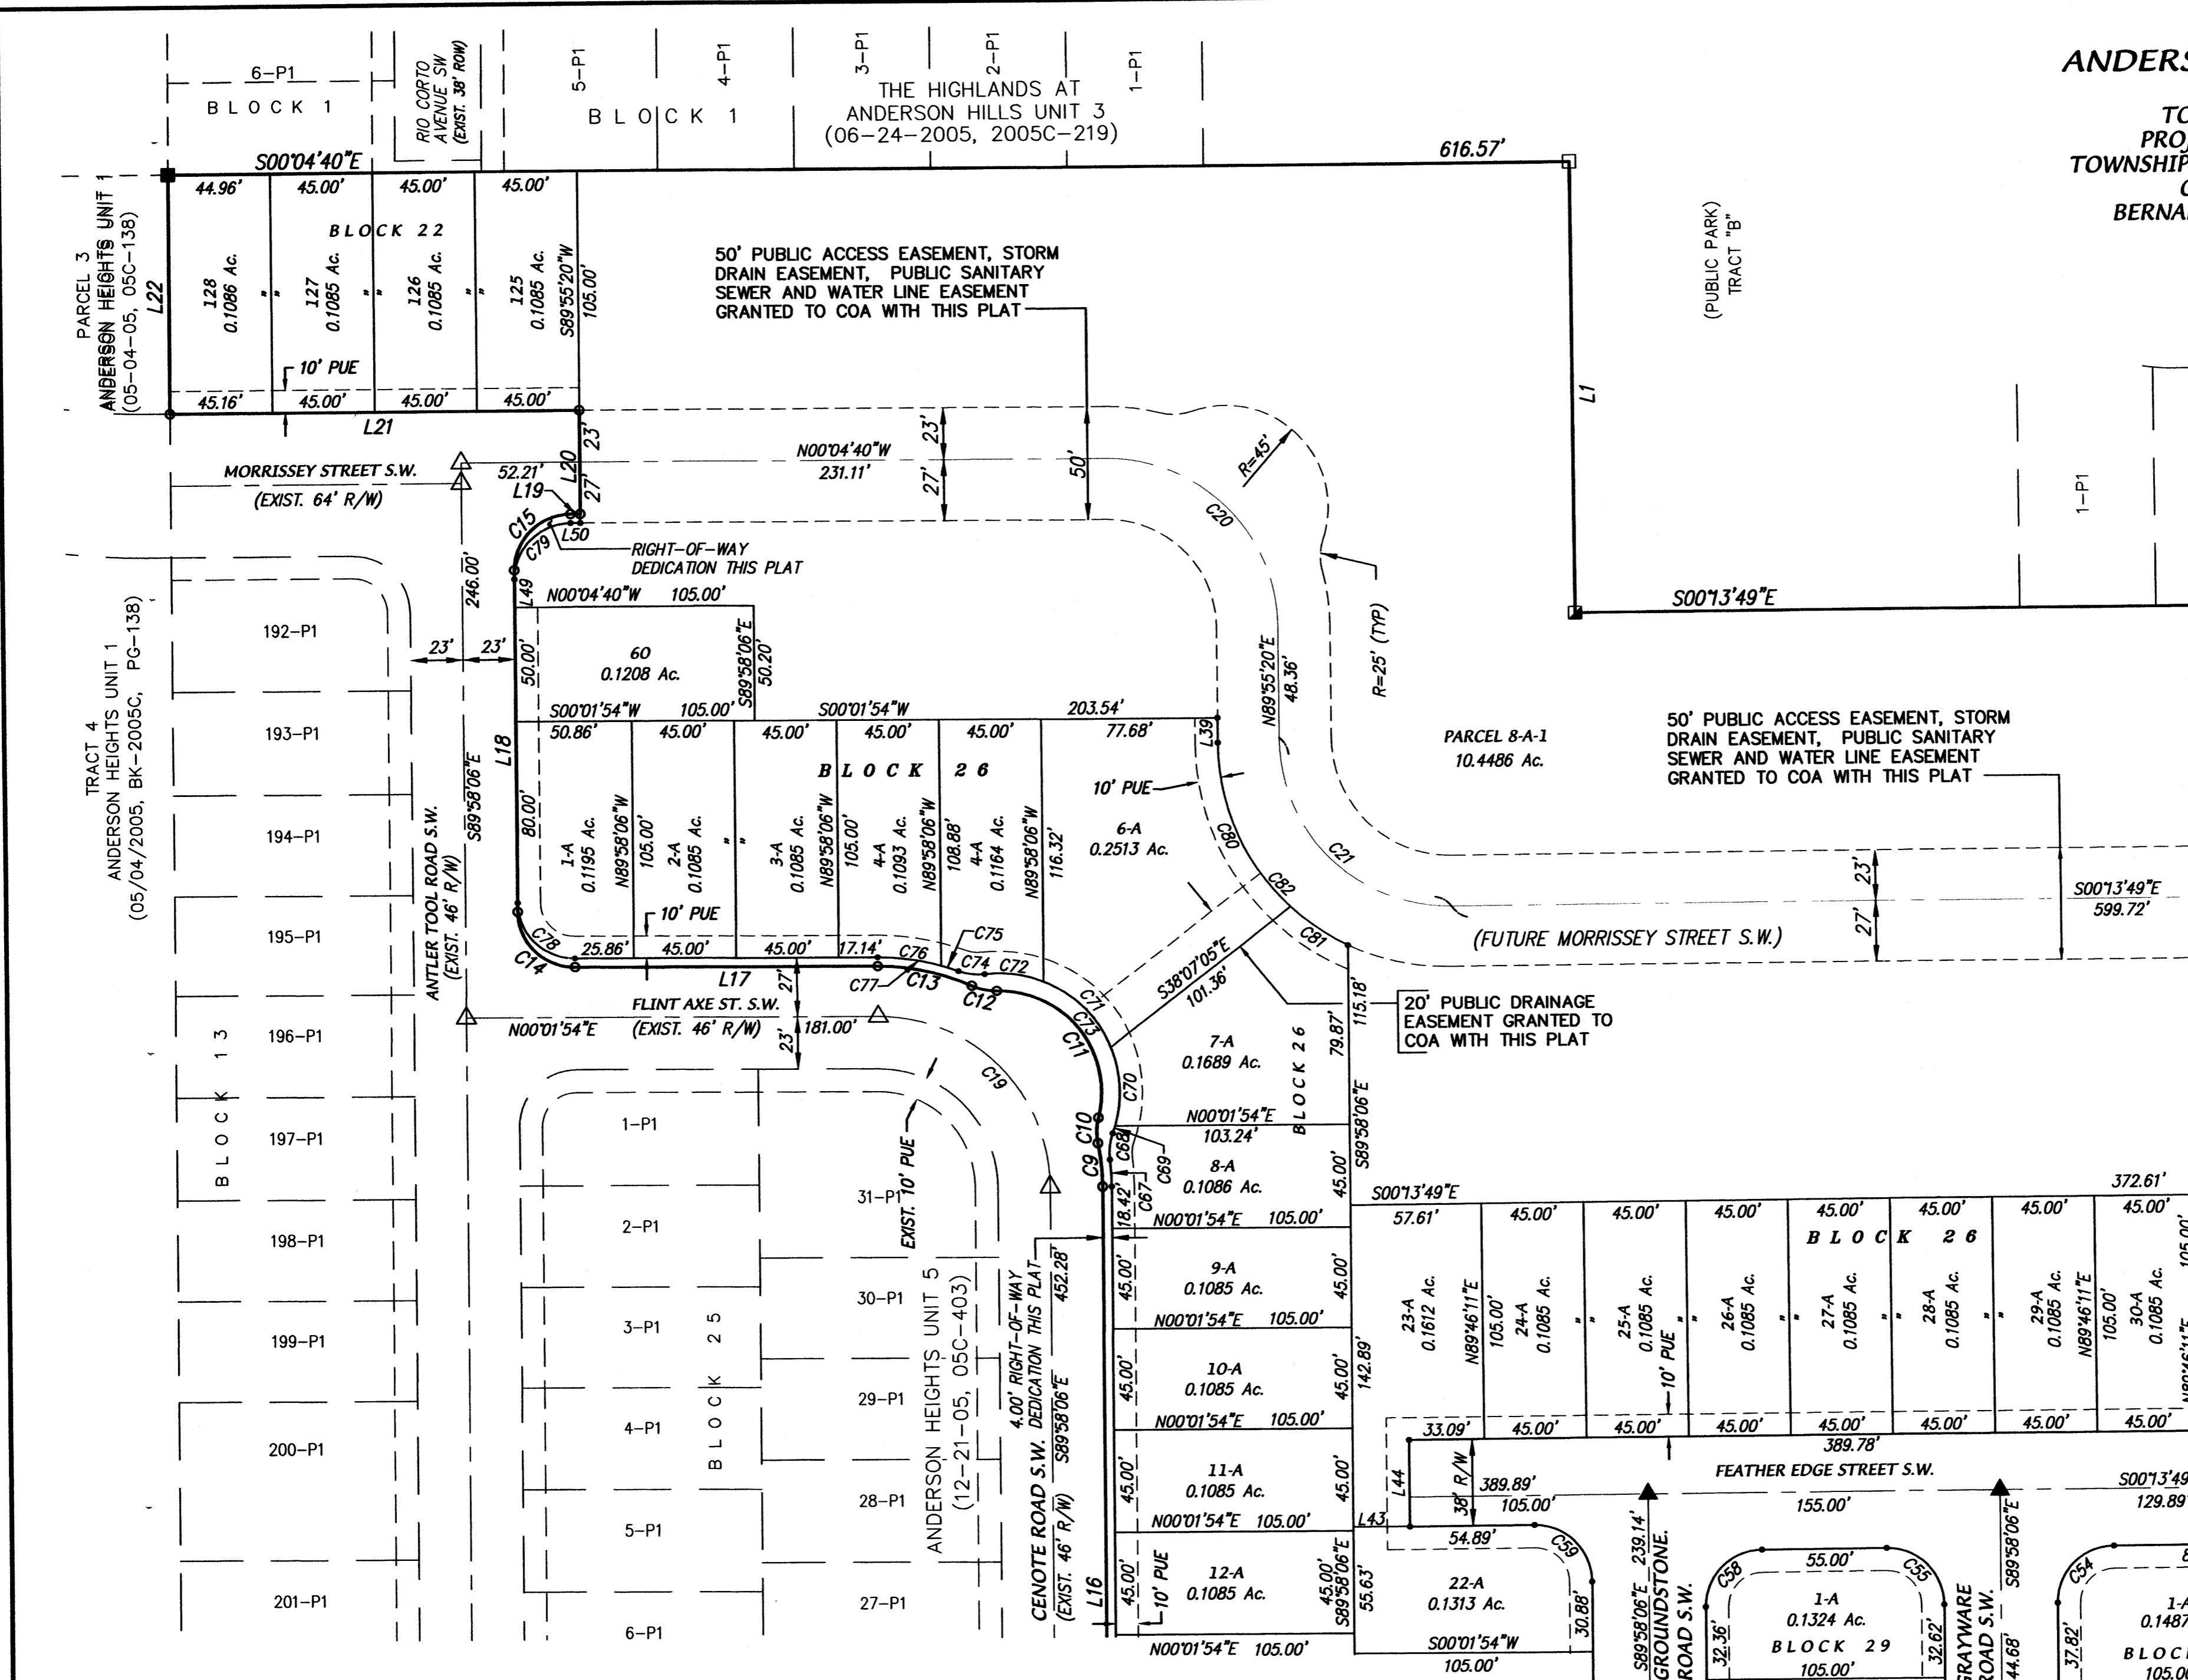 ANDERS
TO
PROJ
TOWNSHIP
BERNA
6-P1
BLOCK 1
RIO CORTO
AVENUE SW
(EXIST. 38' ROW)
5-P1
4-P1
3-P1
2-P1
1-P1
BLOCK 1
THE HIGHLANDS AT
ANDERSON HILLS UNIT 3
(06-24-2005, 2005C-219)
S00°04'40"E
616.57'
44.96'
45.00'
45.00'
45.00'
BLOCK 22
PARCEL 3
ANDERSON HEIGHTS UNIT 1
(05-04-05, 05C-138)
L22
128
0.1086 Ac.
" "
127
0.1085 Ac.
" "
126
0.1085 Ac.
" "
125
0.1085 Ac.
S89°55'20"W
105.00'
10' PUE
45.16'
45.00'
45.00'
45.00'
L21
50' PUBLIC ACCESS EASEMENT, STORM
DRAIN EASEMENT, PUBLIC SANITARY
SEWER AND WATER LINE EASEMENT
GRANTED TO COA WITH THIS PLAT
(PUBLIC PARK)
TRACT "B"
L1
1-P1
S00°13'49"E
MORRISSEY STREET S.W.
(EXIST. 64' R/W)
52.21'
L19
L20
23'
27'
N00°04'40"W
231.11'
23'
27'
50'
R=45'
C20
C15
C79
L50
RIGHT-OF-WAY
DEDICATION THIS PLAT
246.00'
L49
N00°04'40"W 105.00'
23'
23'
50.00'
60
0.1208 Ac.
S89°58'06"E
50.20'
N89°55'20"E
48.36'
R=25' (TYP)
TRACT 4
ANDERSON HEIGHTS UNIT 1
(05/04/2005, BK-2005C, PG-138)
192-P1
193-P1
194-P1
195-P1
196-P1
197-P1
198-P1
199-P1
200-P1
201-P1
BLOCK 13
ANTLER TOOL ROAD S.W.
(EXIST. 46' R/W)
S89°58'06"E
L18
80.00'
S00°01'54"W 105.00'
S00°01'54"W
203.54'
50.86'
45.00'
45.00'
45.00'
45.00'
77.68'
L39
BLOCK 26
1-A
0.1195 Ac.
N89°58'06"W
105.00'
2-A
0.1085 Ac.
" "
3-A
0.1085 Ac.
N89°58'06"W
105.00'
4-A
0.1093 Ac.
N89°58'06"W
108.88'
4-A
0.1164 Ac.
N89°58'06"W
116.32'
10' PUE
6-A
0.2513 Ac.
C80
C82
C81
C21
PARCEL 8-A-1
10.4486 Ac.
50' PUBLIC ACCESS EASEMENT, STORM
DRAIN EASEMENT, PUBLIC SANITARY
SEWER AND WATER LINE EASEMENT
GRANTED TO COA WITH THIS PLAT
23'
27'
S00°13'49"E
599.72'
(FUTURE MORRISSEY STREET S.W.)
10' PUE
C78
C14
25.86'
45.00'
45.00'
17.14'
C76
C75
C74
C72
C77
C13
C12
L17
27'
23'
FLINT AXE ST. S.W.
N00°01'54"E
(EXIST. 46' R/W)
181.00'
C71
C73
C11
C19
S38°07'05"E
101.36'
20' PUBLIC DRAINAGE
EASEMENT GRANTED TO
COA WITH THIS PLAT
7-A
0.1689 Ac.
BLOCK 26
79.87'
115.18'
S89°58'06"E
C70
C10
C68
C69
C9
C67
N00°01'54"E
103.24'
8-A
0.1086 Ac.
45.00'
18.42'
N00°01'54"E 105.00'
EXIST. 10' PUE
1-P1
2-P1
3-P1
4-P1
5-P1
6-P1
BLOCK 25
31-P1
30-P1
29-P1
28-P1
27-P1
ANDERSON HEIGHTS UNIT 5
(12-21-05, 05C-403)
4.00' RIGHT-OF-WAY
DEDICATION THIS PLAT
CENOTE ROAD S.W.
(EXIST. 46' R/W)
S89°58'06"E
452.28'
L16
45.00'
9-A
0.1085 Ac.
45.00'
N00°01'54"E 105.00'
45.00'
10-A
0.1085 Ac.
45.00'
142.89'
N00°01'54"E 105.00'
45.00'
11-A
0.1085 Ac.
45.00'
N00°01'54"E 105.00'
45.00'
10' PUE
12-A
0.1085 Ac.
45.00'
S89°58'06"E
55.63'
N00°01'54"E 105.00'
S00°13'49"E
372.61'
57.61'
45.00'
45.00'
45.00'
45.00'
45.00'
45.00'
BLOCK 26
23-A
0.1612 Ac.
N89°46'11"E
105.00'
24-A
0.1085 Ac.
" "
25-A
0.1085 Ac.
10' PUE
" "
26-A
0.1085 Ac.
" "
27-A
0.1085 Ac.
" "
28-A
0.1085 Ac.
" "
29-A
0.1085 Ac.
N89°46'11"E
105.00'
30-A
0.1085 Ac.
105.00'
33.09'
45.00'
45.00'
45.00'
45.00'
45.00'
45.00'
45.00'
389.78'
FEATHER EDGE STREET S.W.
L44
38' R/W
389.89'
105.00'
155.00'
S00°13'49
129.89'
L43
54.89'
C59
22-A
0.1313 Ac.
30.88'
S00°01'54"W
105.00'
S89°58'06"E 239.14'
GROUNDSTONE.
ROAD S.W.
C58
55.00'
C55
32.36'
1-A
0.1324 Ac.
BLOCK 29
105.00'
32.62'
GRAYWARE
ROAD S.W.
S89°58'06"E
44.68'
C54
37.82'
1-A
0.1487
BLOC
105.00